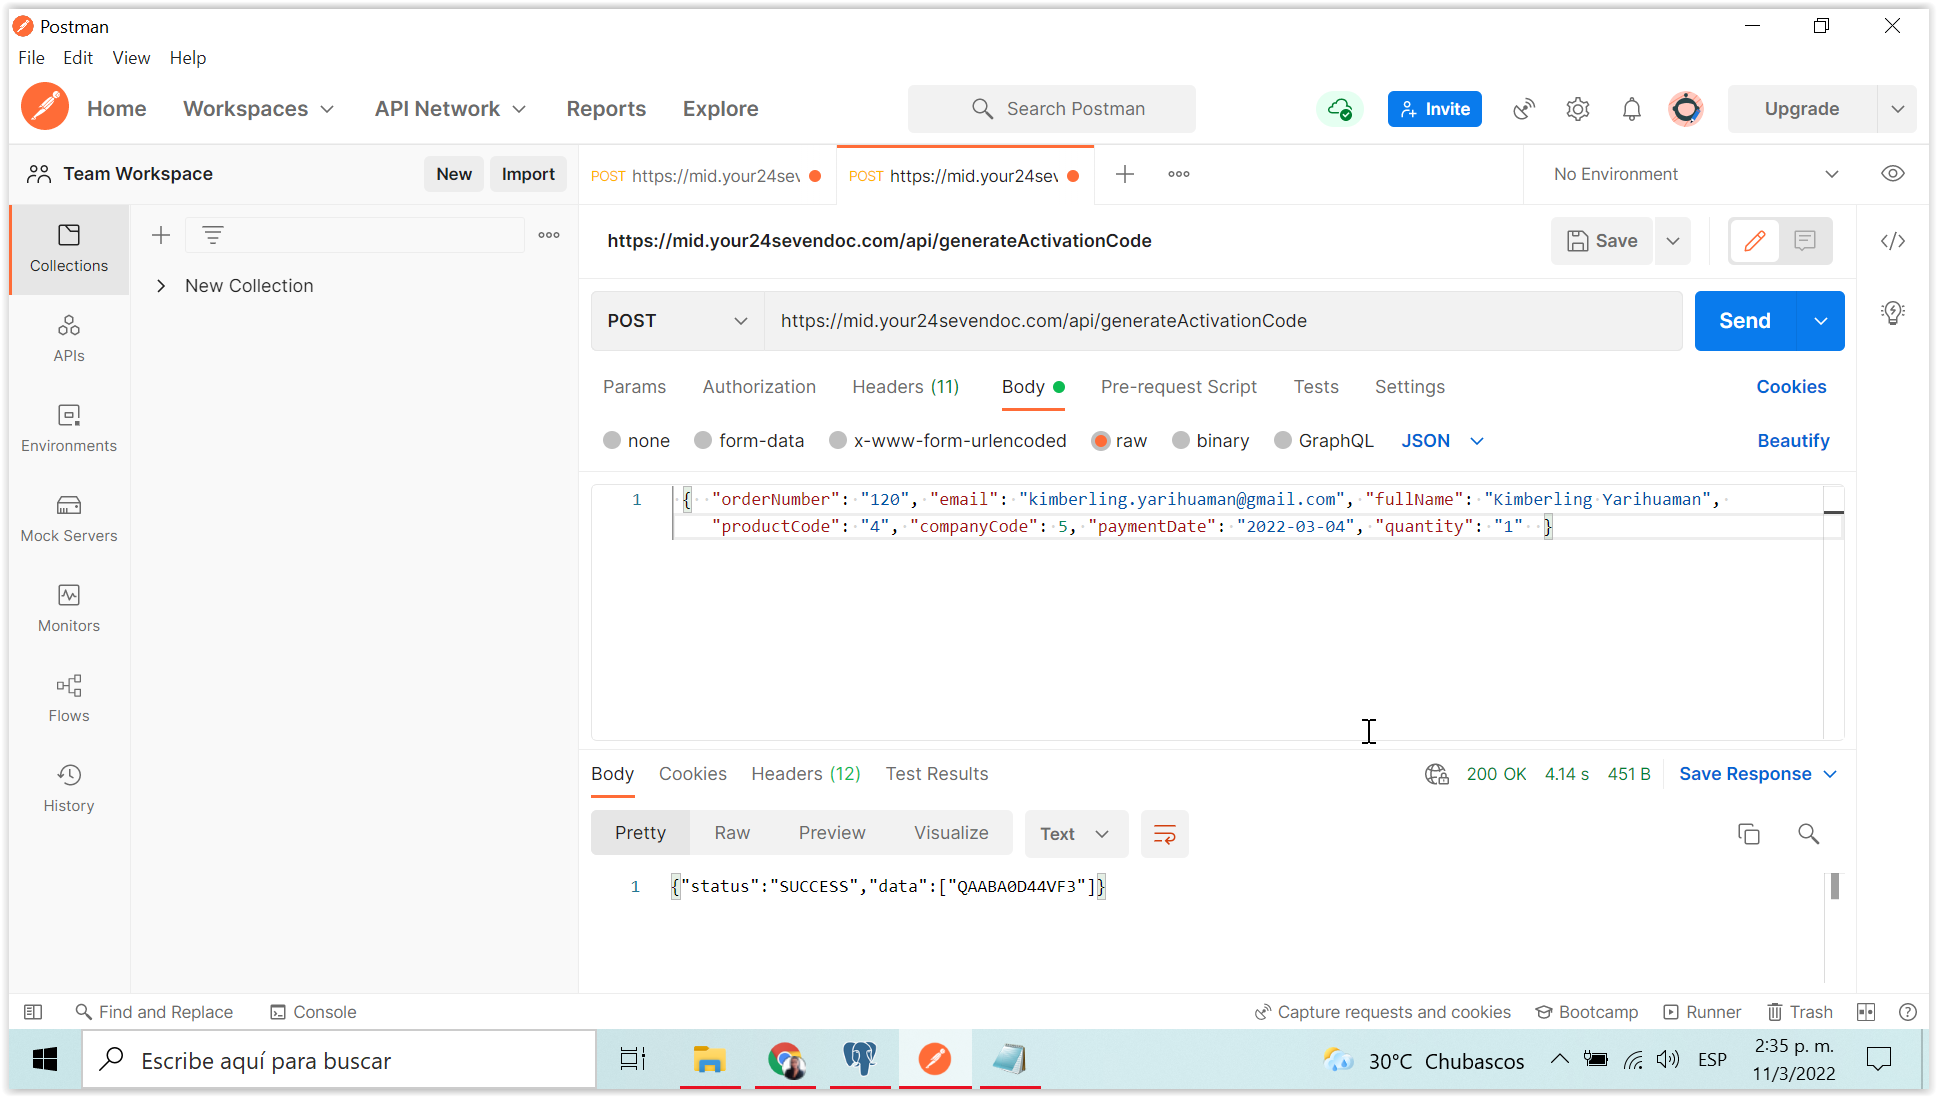 Postman
File Edit View Help
Home Workspaces API Network Reports Explore Search Postman Invite Upgrade
Team Workspace New Import POST https://mid.your24sev POST https://mid.your24sev No Environment
https://mid.your24sevendoc.com/api/generateActivationCode Save
Collections
New Collection
POST https://mid.your24sevendoc.com/api/generateActivationCode Send
APIs
Params Authorization Headers (11) Body Pre-request Script Tests Settings Cookies
Environments
none form-data x-www-form-urlencoded raw binary GraphQL JSON Beautify
1 { "orderNumber": "120", "email": "kimberling.yarihuaman@gmail.com", "fullName": "Kimberling Yarihuaman",
"productCode": "4", "companyCode": 5, "paymentDate": "2022-03-04", "quantity": "1" }
Mock Servers
Monitors
Flows
History
Body Cookies Headers (12) Test Results 200 OK 4.14 s 451 B Save Response
Pretty Raw Preview Visualize Text
1 {"status":"SUCCESS","data":["QAABA0D44VF3"]}
Find and Replace Console Capture requests and cookies Bootcamp Runner Trash
Escribe aquí para buscar 30°C Chubascos ESP 2:35 p. m.
11/3/2022